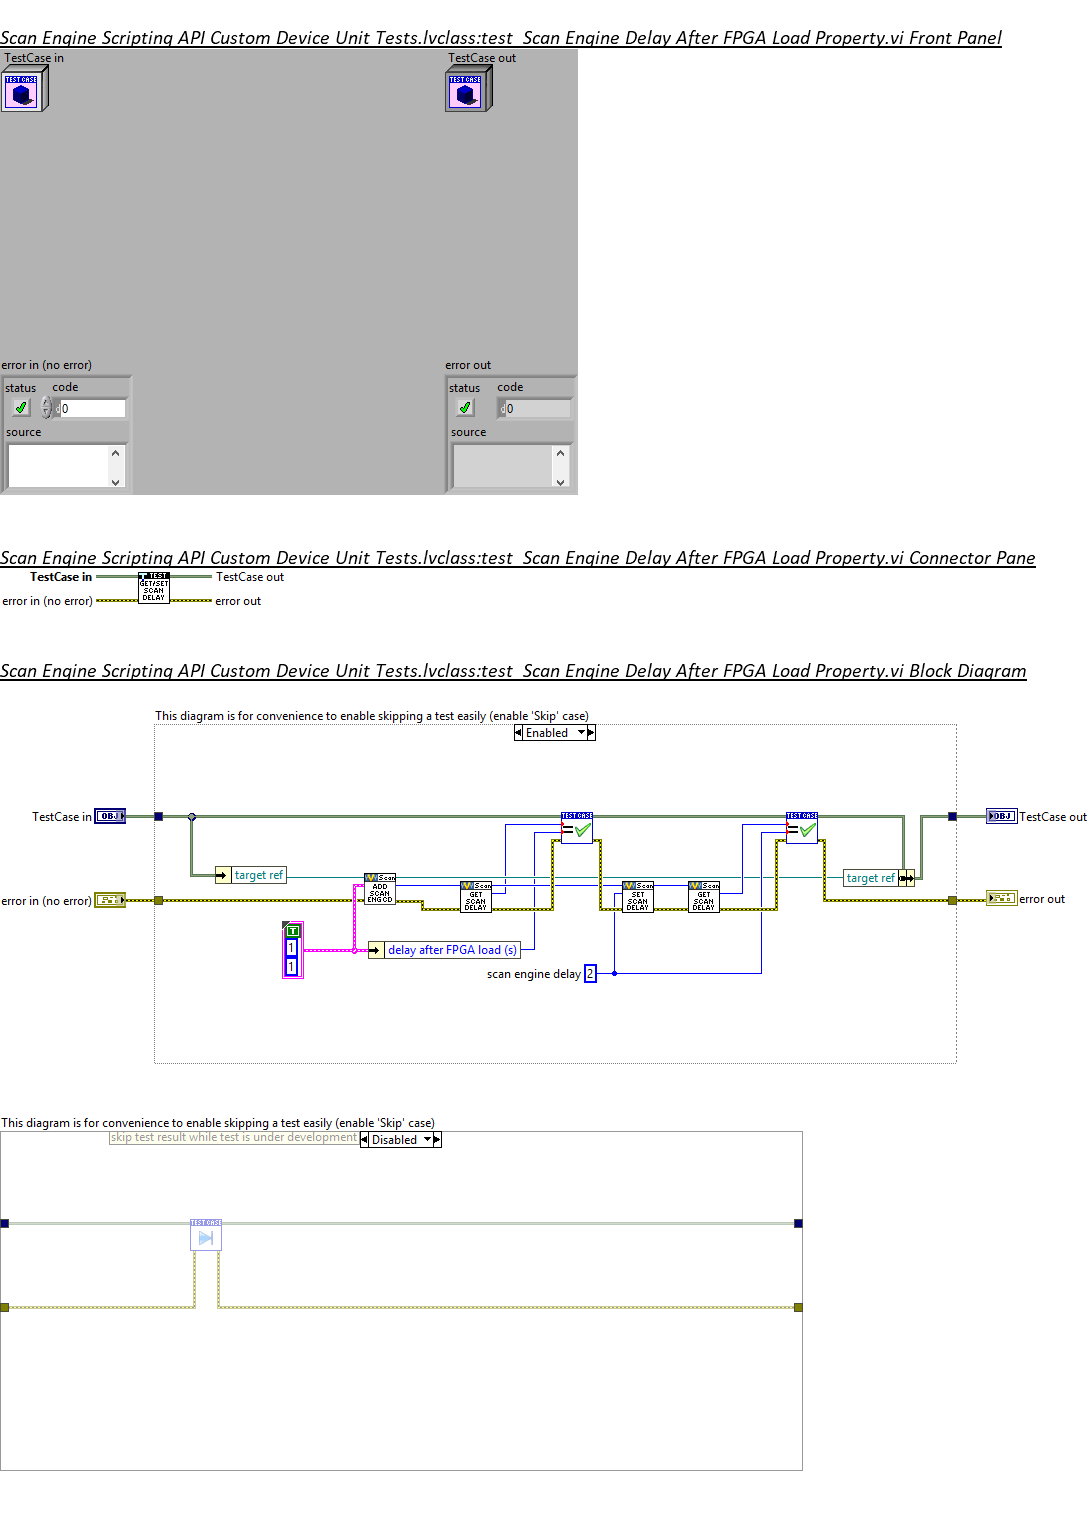 Scan Engine Scripting API Custom Device Unit Tests.lvclass:test  Scan Engine Delay After FPGA Load Property.vi Front Panel
TestCase in
TestCase out
TEST CASE
TEST CASE
error in (no error)
error out
status
code
status
code
d
0
d
0
source
source
Scan Engine Scripting API Custom Device Unit Tests.lvclass:test  Scan Engine Delay After FPGA Load Property.vi Connector Pane
TestCase in
TEST
GET/SET
SCAN
DELAY
TestCase out
error in (no error)
error out
Scan Engine Scripting API Custom Device Unit Tests.lvclass:test  Scan Engine Delay After FPGA Load Property.vi Block Diagram
This diagram is for convenience to enable skipping a test easily (enable 'Skip' case)
Enabled
TestCase in
OBJ
TEST CASE
=
TEST CASE
=
OBJ
TestCase out
target ref
Scan
ADD
SCAN
ENG CD
Scan
GET
SCAN
DELAY
Scan
SET
SCAN
DELAY
Scan
GET
SCAN
DELAY
target ref
error in (no error)
error out
T
1
1
delay after FPGA load (s)
scan engine delay
2
This diagram is for convenience to enable skipping a test easily (enable 'Skip' case)
skip test result while test is under development
Disabled
TEST CASE